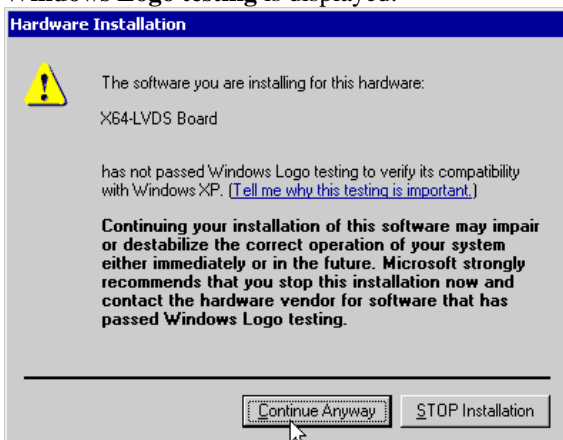 Windows Logo testing is displayed.
Hardware Installation
The software you are installing for this hardware:
X64-LVDS Board
has not passed Windows Logo testing to verify its compatibility
with Windows XP. (Tell me why this testing is important.)
Continuing your installation of this software may impair
or destabilize the correct operation of your system
either immediately or in the future. Microsoft strongly
recommends that you stop this installation now and
contact the hardware vendor for software that has
passed Windows Logo testing.
Continue Anyway
STOP Installation